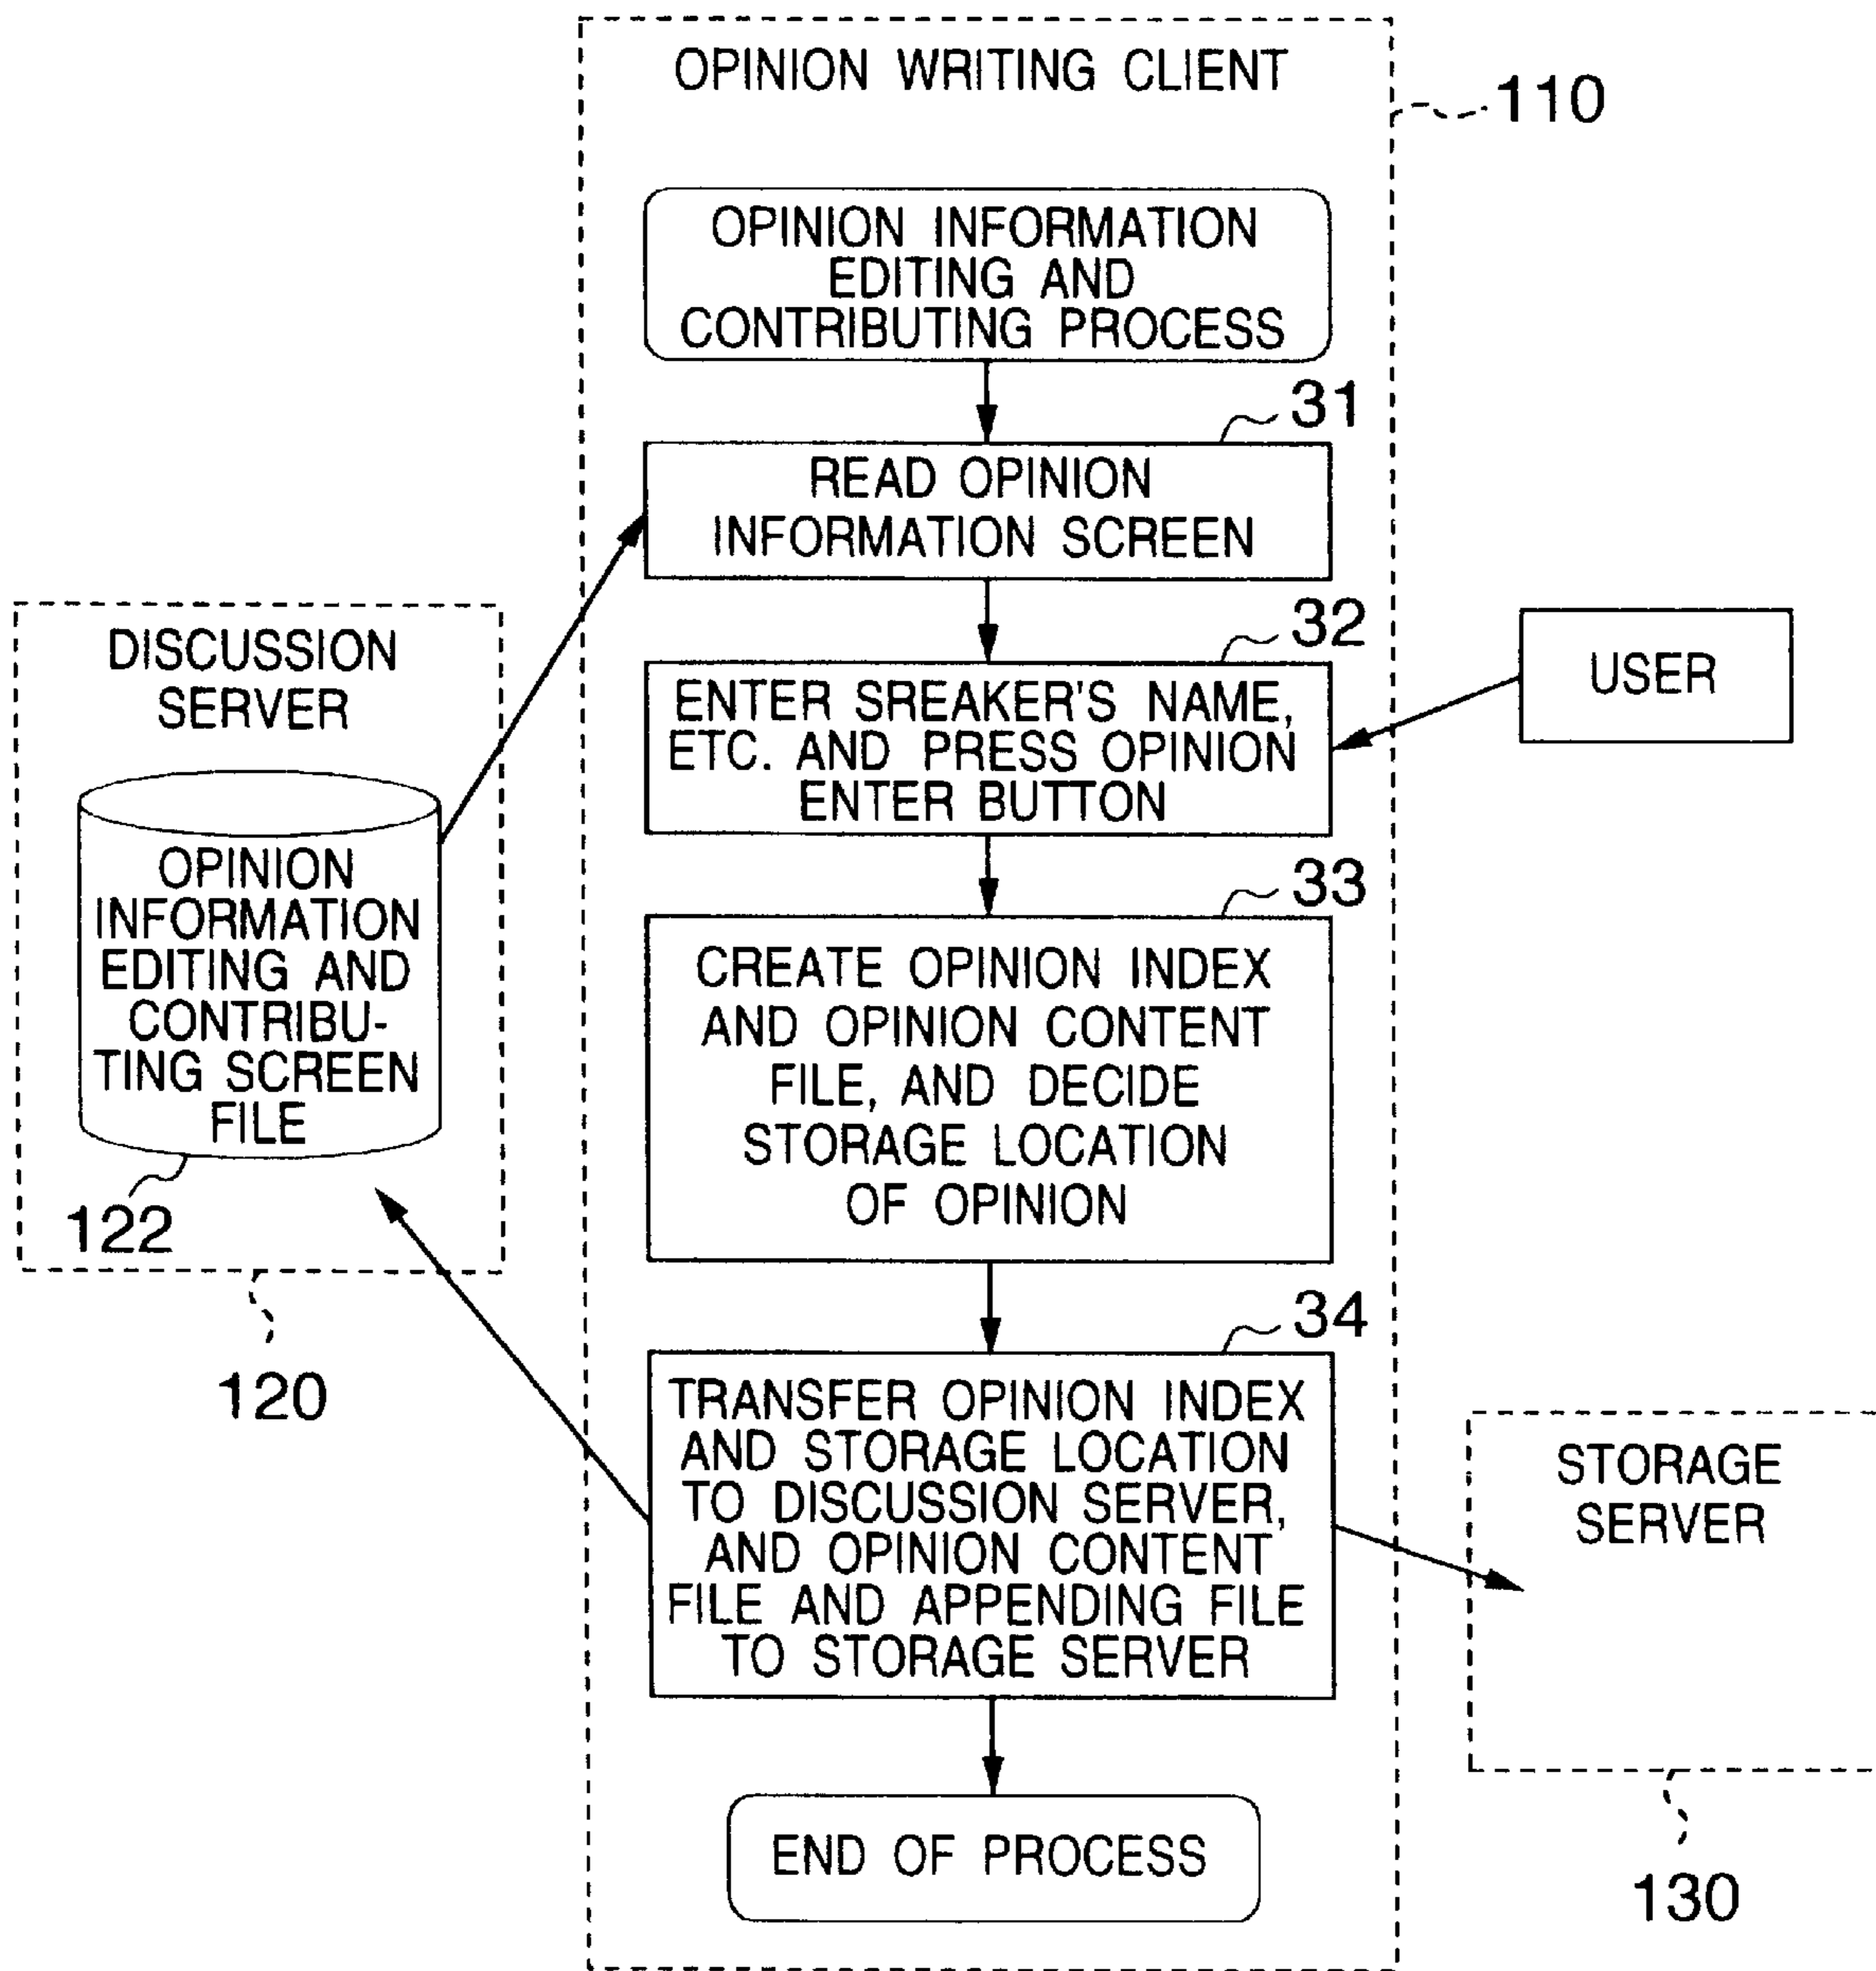 OPINION WRITING CLIENT
110
OPINION INFORMATION
EDITING AND
CONTRIBUTING PROCESS
31
READ OPINION
INFORMATION SCREEN
DISCUSSION
SERVER
OPINION
INFORMATION
EDITING AND
CONTRIBU-
TING SCREEN
FILE
122
120
32
ENTER SREAKER'S NAME,
ETC. AND PRESS OPINION
ENTER BUTTON
USER
33
CREATE OPINION INDEX
AND OPINION CONTENT
FILE, AND DECIDE
STORAGE LOCATION
OF OPINION
34
TRANSFER OPINION INDEX
AND STORAGE LOCATION
TO DISCUSSION SERVER,
AND OPINION CONTENT
FILE AND APPENDING FILE
TO STORAGE SERVER
STORAGE
SERVER
130
END OF PROCESS